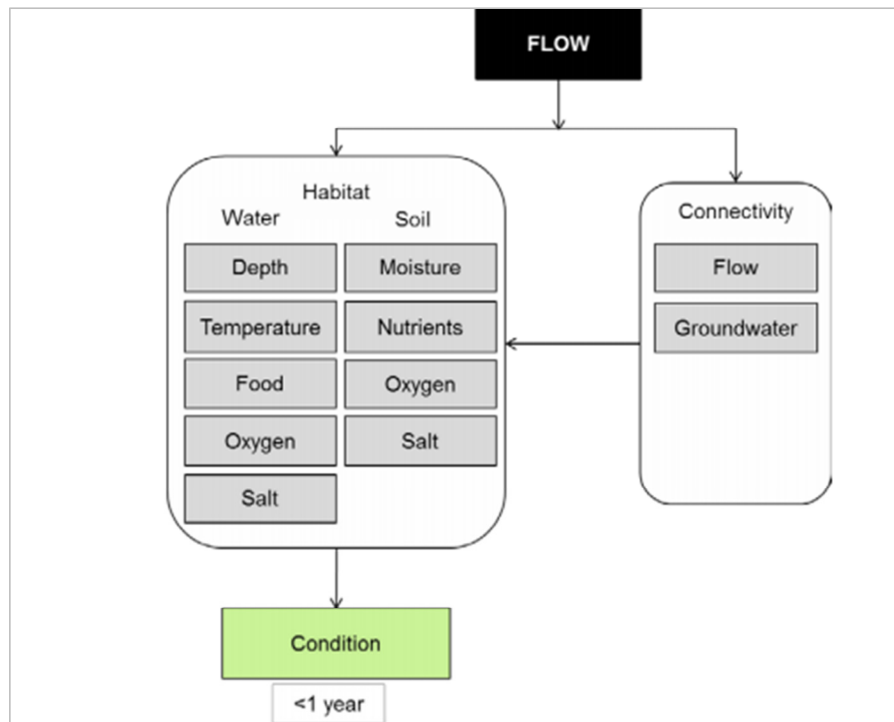 FLOW
Habitat
Water
Soil
Depth
Moisture
Temperature
Nutrients
Food
Oxygen
Oxygen
Salt
Salt
Connectivity
Flow
Groundwater
Condition
<1 year